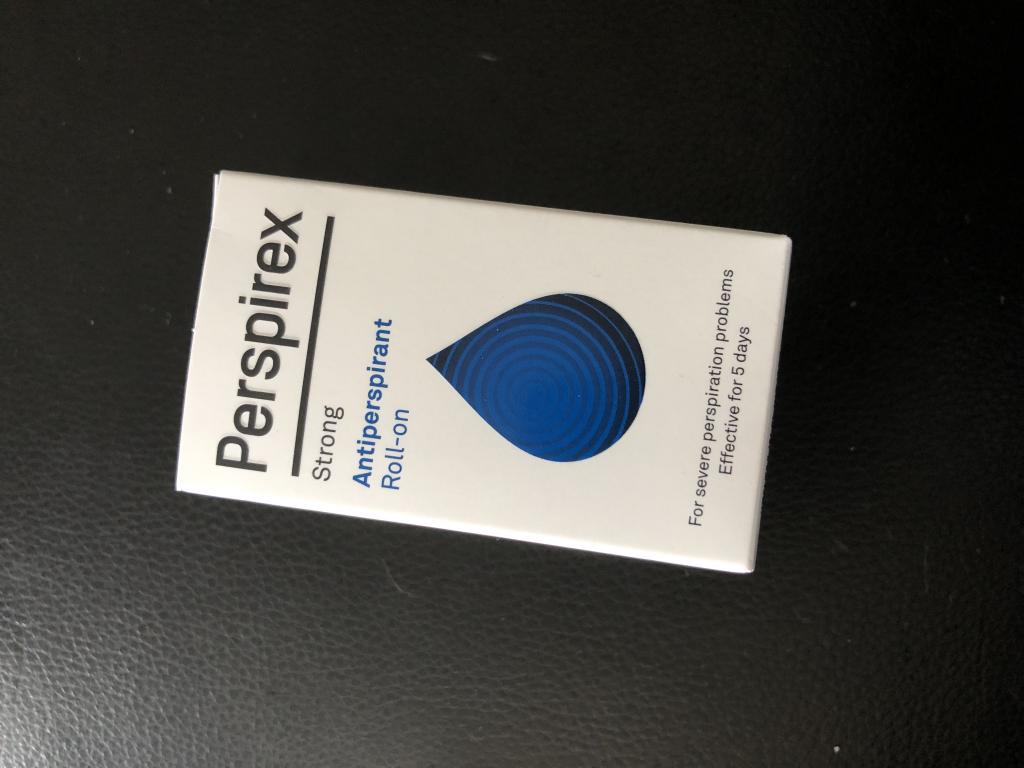 Perspirex
Strong
Antiperspirant
Roll-on
For severe perspiration problems
Effective for 5 days